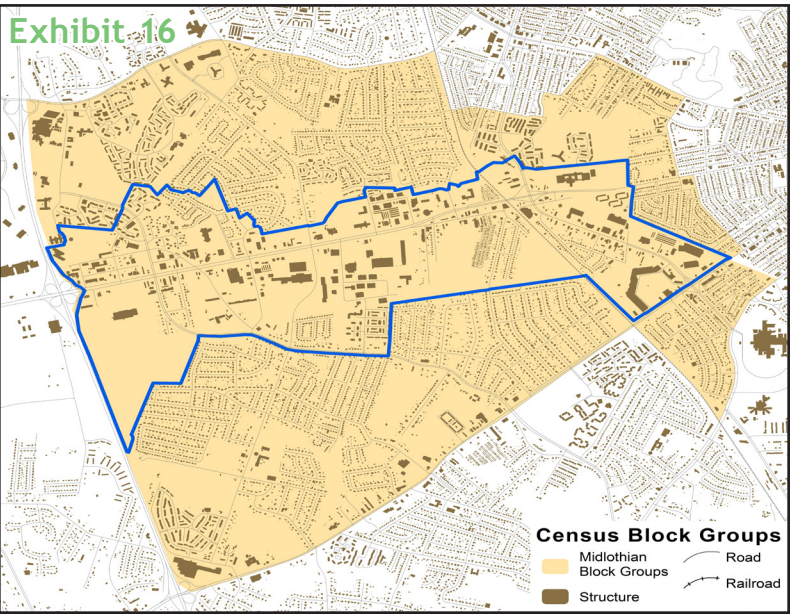 Exhibit 16
Census Block Groups
Midlothian
Block Groups
Structure
Road
Railroad